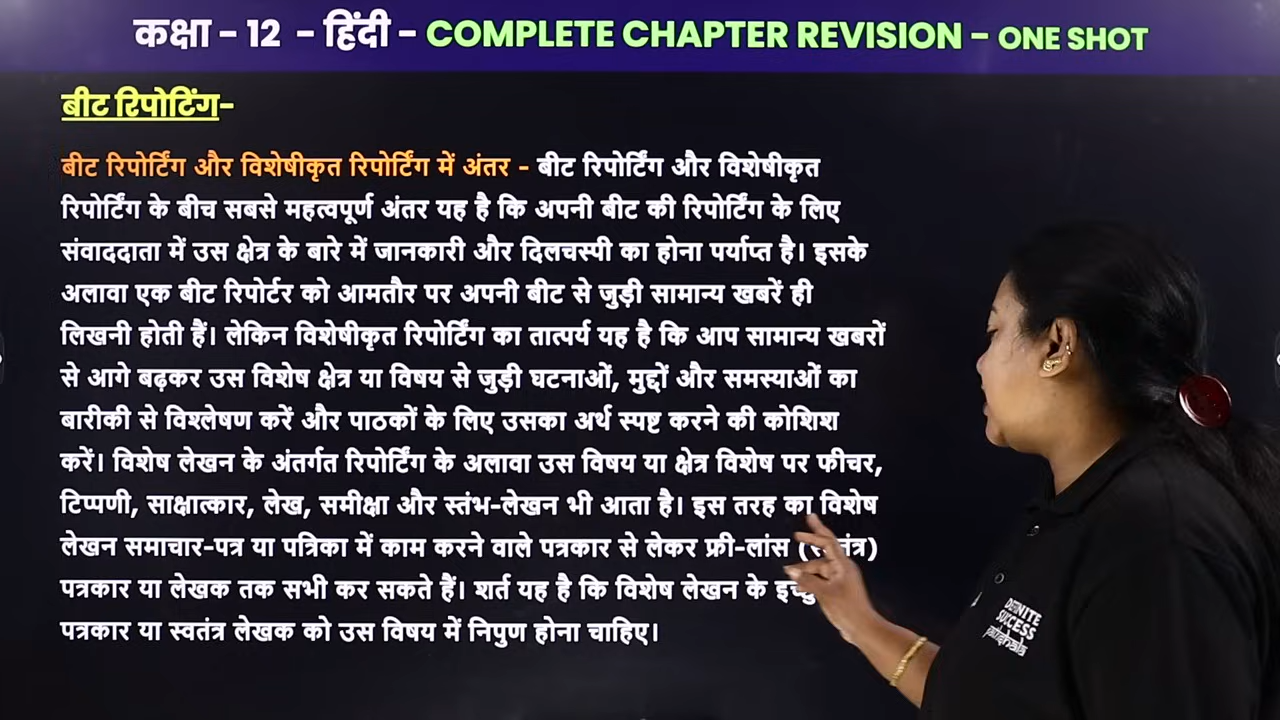 कक्षा - 12 - हिंदी - COMPLETE CHAPTER REVISION - ONE SHOT
बीट रिपोर्टिंग-
बीट रिपोर्टिंग और विशेषीकृत रिपोर्टिंग में अंतर - बीट रिपोर्टिंग और विशेषीकृत
रिपोर्टिंग के बीच सबसे महत्वपूर्ण अंतर यह है कि अपनी बीट की रिपोर्टिंग के लिए
संवाददाता में उस क्षेत्र के बारे में जानकारी और दिलचस्पी का होना पर्याप्त है। इसके
अलावा एक बीट रिपोर्टर को आमतौर पर अपनी बीट से जुड़ी सामान्य खबरें ही
लिखनी होती हैं। लेकिन विशेषीकृत रिपोर्टिंग का तात्पर्य यह है कि आप सामान्य खबरों
से आगे बढ़कर उस विशेष क्षेत्र या विषय से जुड़ी घटनाओं, मुद्दों और समस्याओं का
बारीकी से विश्लेषण करें और पाठकों के लिए उसका अर्थ स्पष्ट करने की कोशिश
करें। विशेष लेखन के अंतर्गत रिपोर्टिंग के अलावा उस विषय या क्षेत्र विशेष पर फीचर,
टिप्पणी, साक्षात्कार, लेख, समीक्षा और स्तंभ-लेखन भी आता है। इस तरह का विशेष
लेखन समाचार-पत्र या पत्रिका में काम करने वाले पत्रकार से लेकर फ्री-लांस
पत्रकार या लेखक तक सभी कर सकते हैं। शर्त यह है कि विशेष लेखन के
पत्रकार या स्वतंत्र लेखक को उस विषय में निपुण होना चाहिए।
DEFINITE
SUCCESS
pathshala